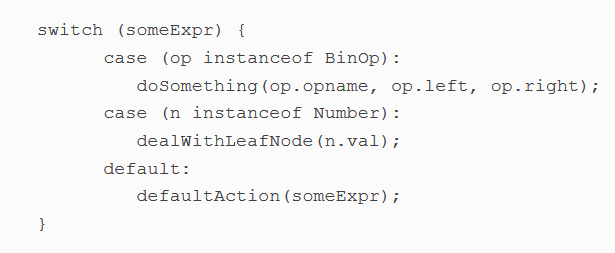 switch (someExpr) {
case (op instanceof BinOp):
doSomething(op.opname, op.left, op.right);
case (n instanceof Number):
dealWithLeafNode(n.val);
default:
defaultAction(someExpr);
}